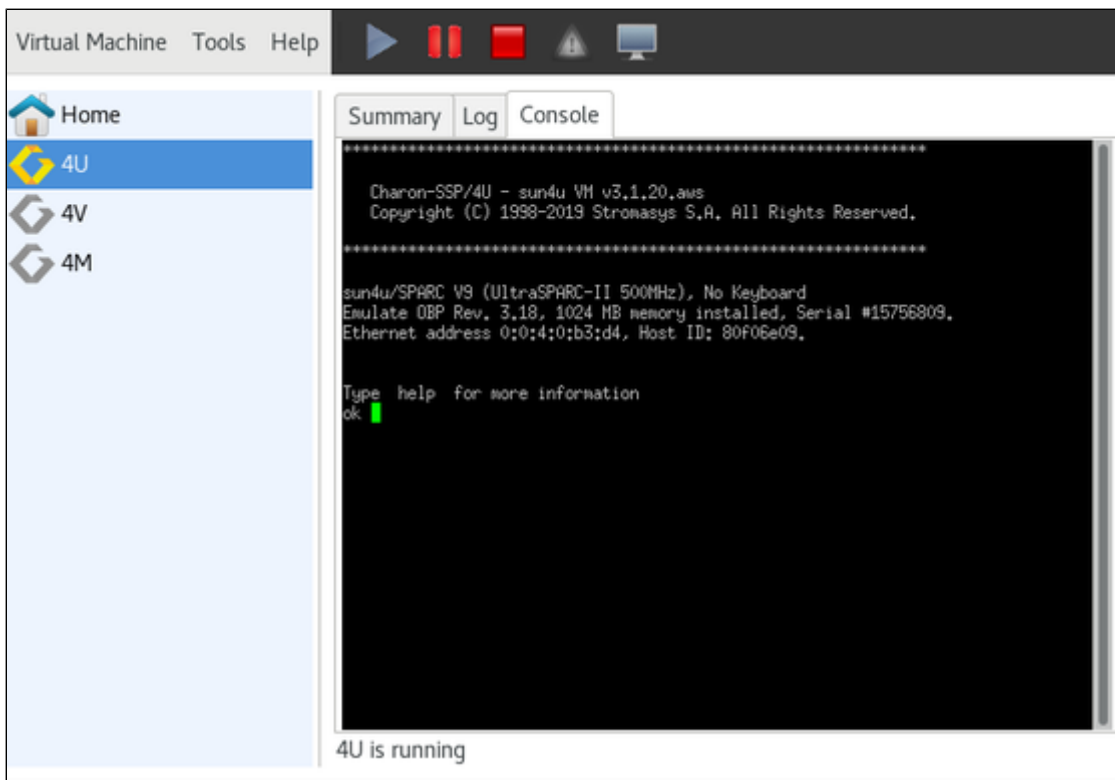 Virtual Machine Tools Help
Home
4U
4V
4M
Summary Log Console
****************************************************************
Charon-SSP/4U - sun4u VM v3.1.20.aws
Copyright (C) 1998-2019 Stromasys S.A. All Rights Reserved.
****************************************************************
sun4u/SPARC V9 (UltraSPARC-II 500MHz), No Keyboard
Emulate OBP Rev. 3.18, 1024 MB memory installed, Serial #15756809.
Ethernet address 0:0:4:0:b3:d4, Host ID: 80f06e09.
Type help for more information
ok
4U is running